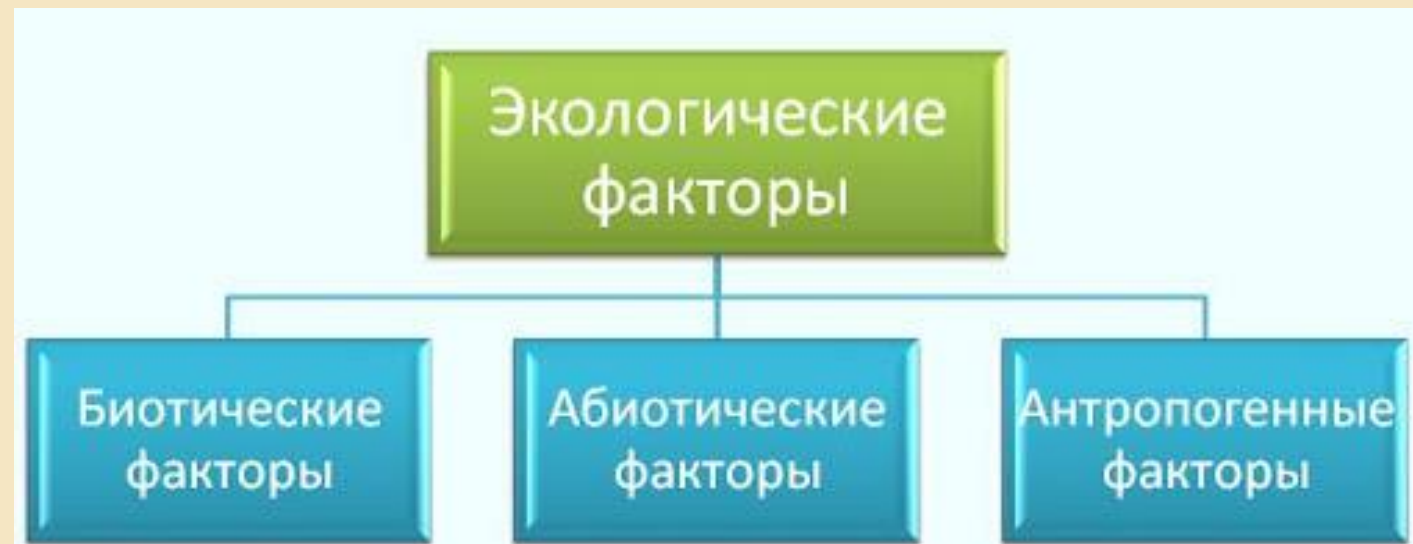 Экологические
факторы
Биотические
факторы
Абиотические
факторы
Антропогенные
факторы